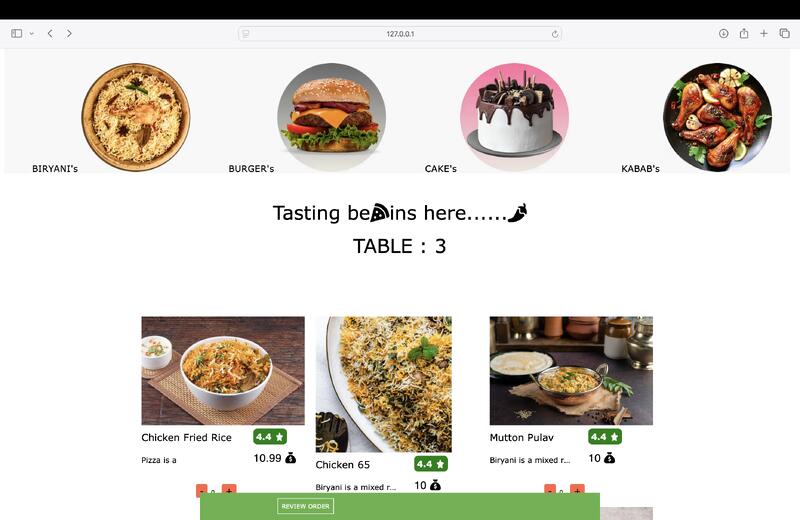 127.0.0.1
BIRYANI's
BURGER's
CAKE's
KABAB's
Tasting be ins here......
TABLE : 3
Chicken Fried Rice
4.4
Pizza is a
10.99
- 0 +
Chicken 65
4.4
Biryani is a mixed r...
10
Mutton Pulav
4.4
Biryani is a mixed r...
10
- 0 +
REVIEW ORDER